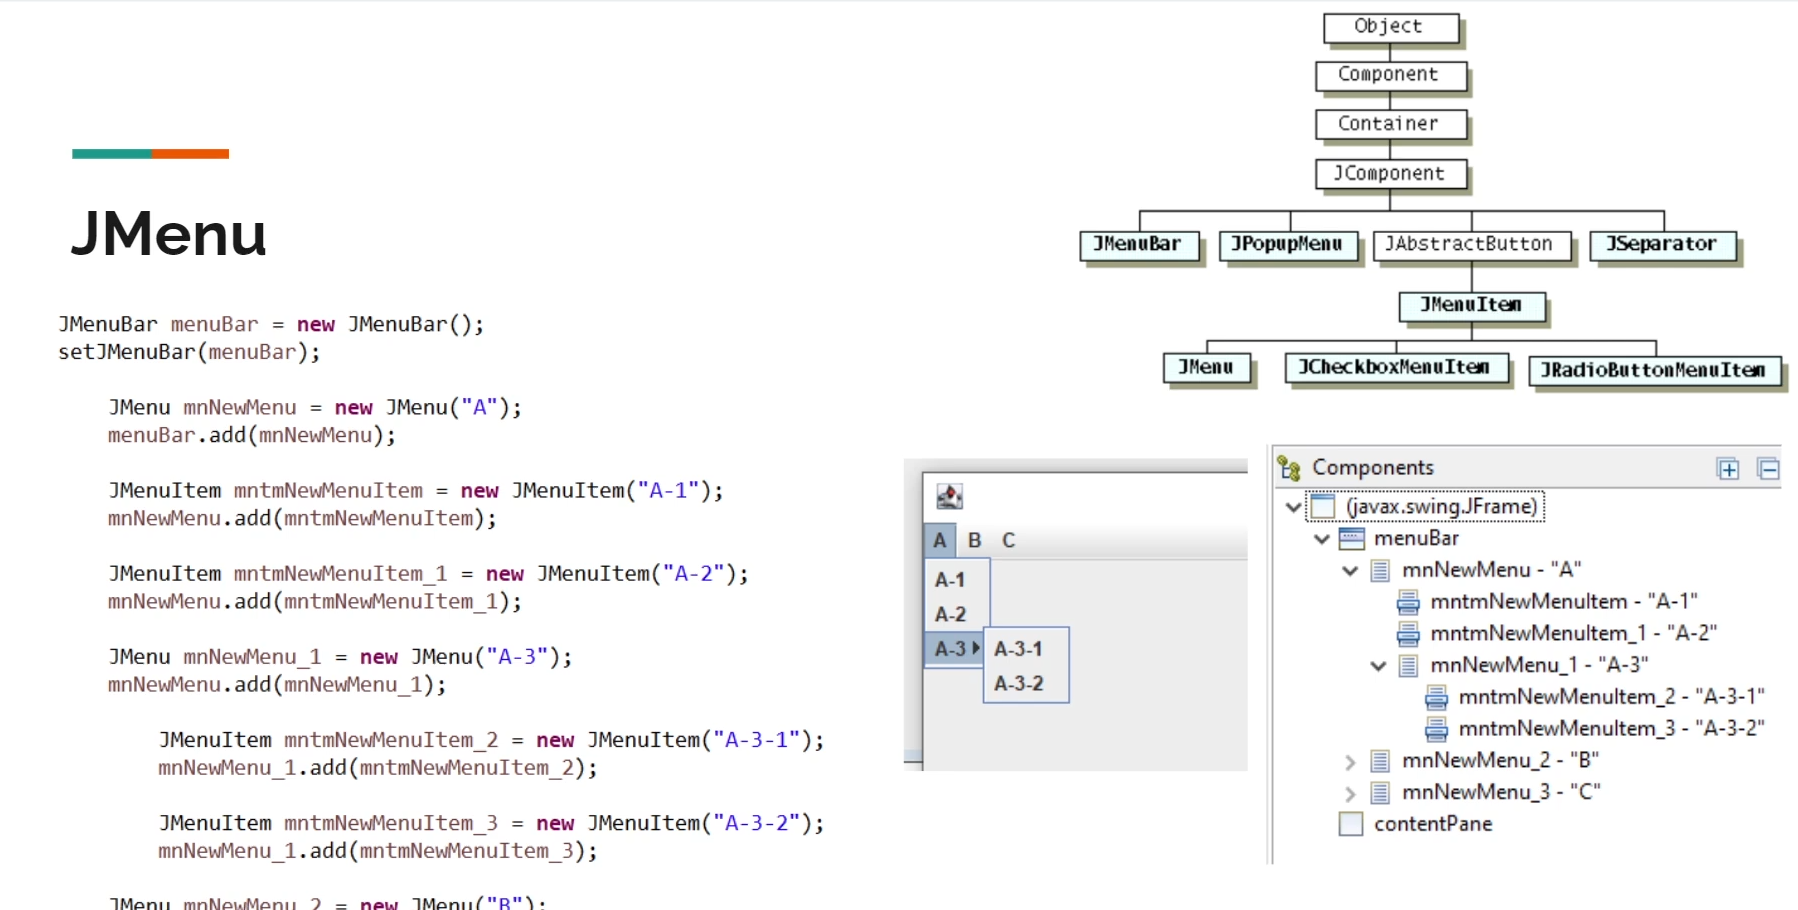 JMenu
JMenuBar menuBar = new JMenuBar();
setJMenuBar(menuBar);
JMenu mnNewMenu = new JMenu("A");
menuBar.add(mnNewMenu);
JMenuItem mntmNewMenuItem = new JMenuItem("A-1");
mnNewMenu.add(mntmNewMenuItem);
JMenuItem mntmNewMenuItem_1 = new JMenuItem("A-2");
mnNewMenu.add(mntmNewMenuItem_1);
JMenu mnNewMenu_1 = new JMenu("A-3");
mnNewMenu.add(mnNewMenu_1);
JMenuItem mntmNewMenuItem_2 = new JMenuItem("A-3-1");
mnNewMenu_1.add(mntmNewMenuItem_2);
JMenuItem mntmNewMenuItem_3 = new JMenuItem("A-3-2");
mnNewMenu_1.add(mntmNewMenuItem_3);
JMenu mnNewMenu_2 = new JMenu("B");
Object
Component
Container
JComponent
JMenuBar JPopupMenu JAbstractButton JSeparator
JMenuItem
JMenu JCheckboxMenuItem JRadioButtonMenuItem
A B C
A-1
A-2
A-3 A-3-1
A-3-2
Components
(javax.swing.JFrame)
menuBar
mnNewMenu - "A"
mntmNewMenuItem - "A-1"
mntmNewMenuItem_1 - "A-2"
mnNewMenu_1 - "A-3"
mntmNewMenuItem_2 - "A-3-1"
mntmNewMenuItem_3 - "A-3-2"
mnNewMenu_2 - "B"
mnNewMenu_3 - "C"
contentPane